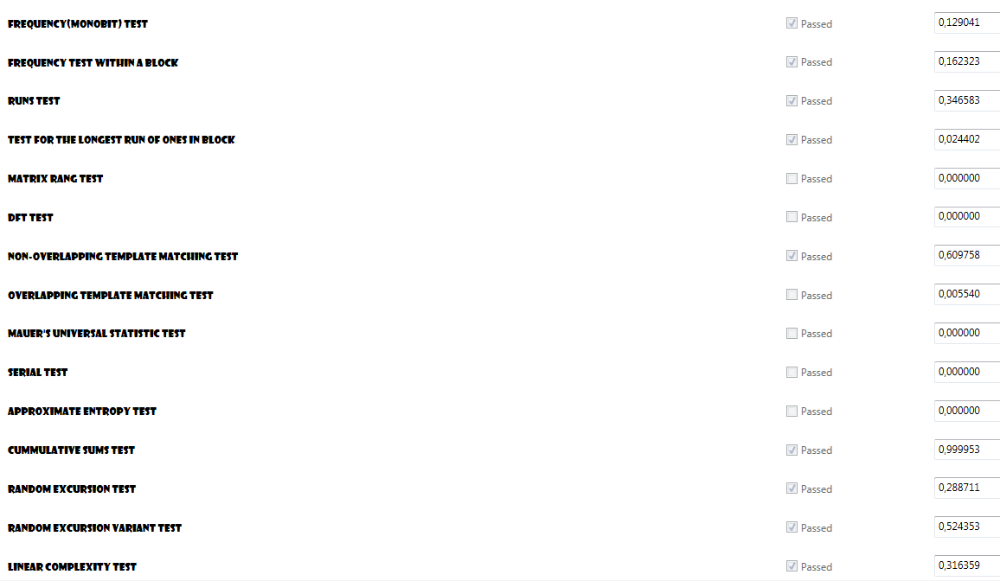 FREQUENCY(MONOBIT) TEST Passed 0,129041
FREQUENCY TEST WITHIN A BLOCK Passed 0,162323
RUNS TEST Passed 0,346583
TEST FOR THE LONGEST RUN OF ONES IN BLOCK Passed 0,024402
MATRIX RANG TEST Passed 0,000000
DFT TEST Passed 0,000000
NON-OVERLAPPING TEMPLATE MATCHING TEST Passed 0,609758
OVERLAPPING TEMPLATE MATCHING TEST Passed 0,005540
MAUER'S UNIVERSAL STATISTIC TEST Passed 0,000000
SERIAL TEST Passed 0,000000
APPROXIMATE ENTROPY TEST Passed 0,000000
CUMMULATIVE SUMS TEST Passed 0,999953
RANDOM EXCURSION TEST Passed 0,288711
RANDOM EXCURSION VARIANT TEST Passed 0,524353
LINEAR COMPLEXITY TEST Passed 0,316359